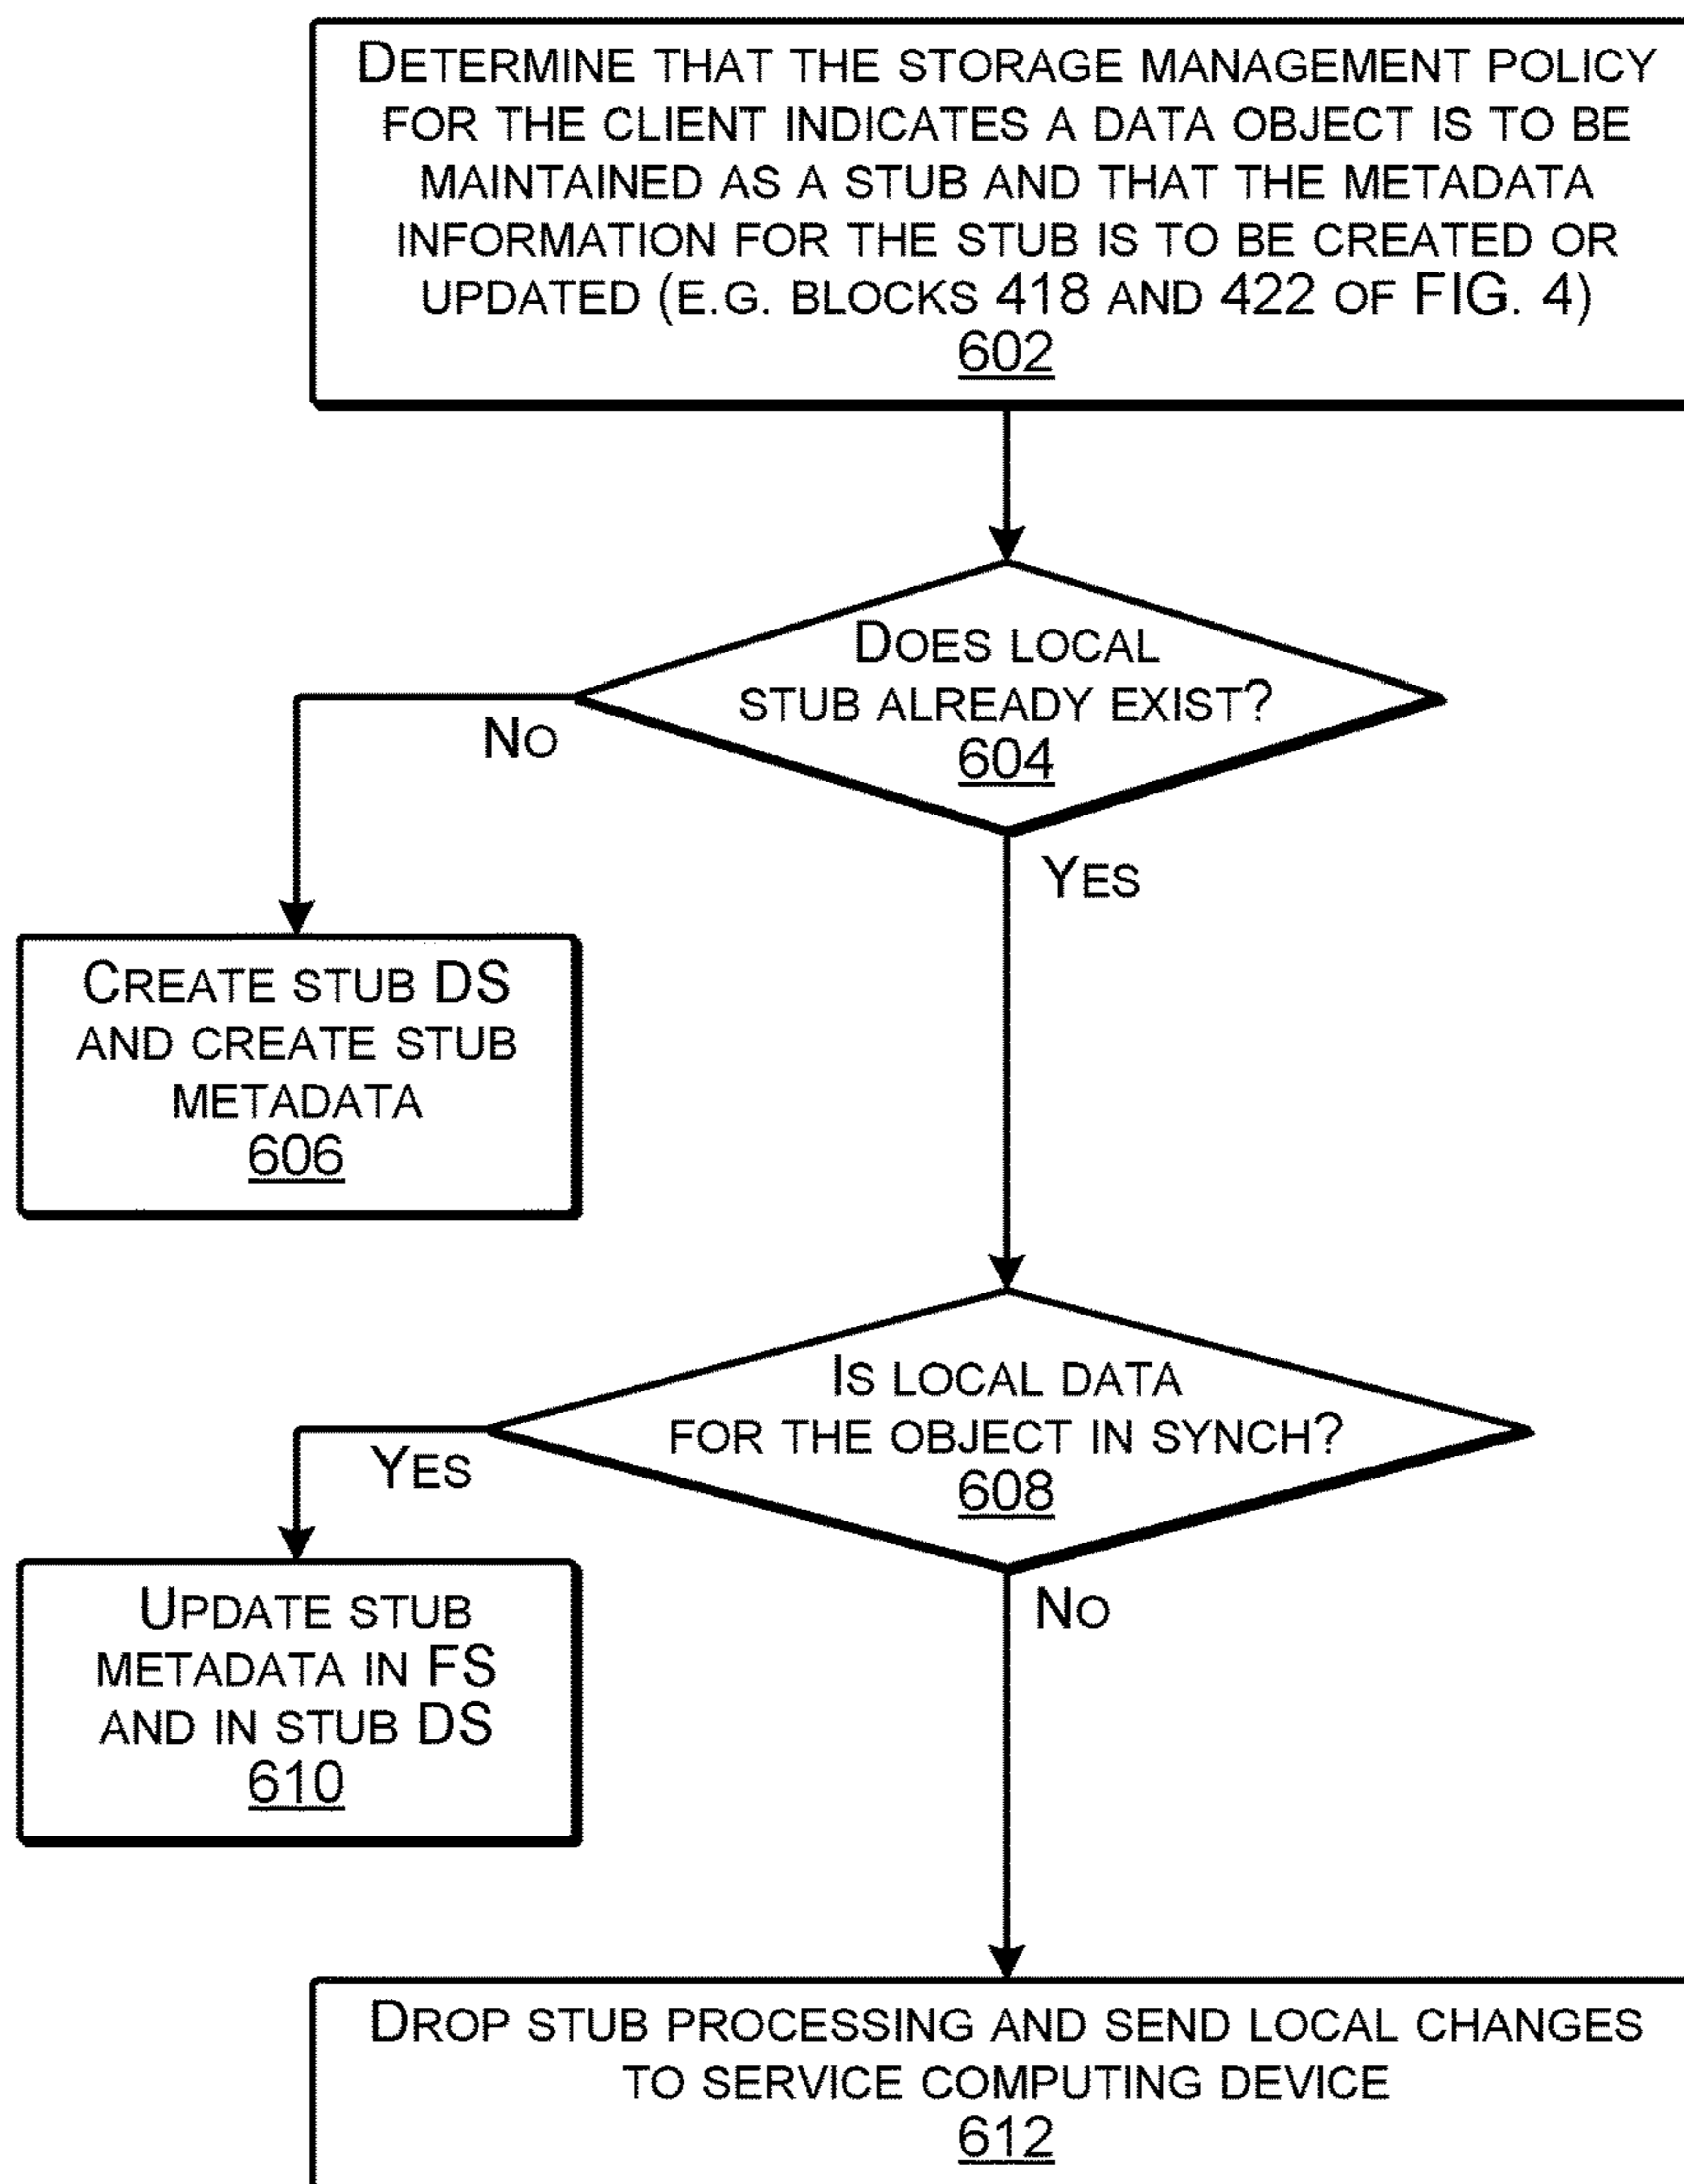 DETERMINE THAT THE STORAGE MANAGEMENT POLICY
FOR THE CLIENT INDICATES A DATA OBJECT IS TO BE
MAINTAINED AS A STUB AND THAT THE METADATA
INFORMATION FOR THE STUB IS TO BE CREATED OR
UPDATED (E.G. BLOCKS 418 AND 422 OF FIG. 4)
602
DOES LOCAL
STUB ALREADY EXIST?
604
NO
YES
CREATE STUB DS
AND CREATE STUB
METADATA
606
IS LOCAL DATA
FOR THE OBJECT IN SYNCH?
608
YES
NO
UPDATE STUB
METADATA IN FS
AND IN STUB DS
610
DROP STUB PROCESSING AND SEND LOCAL CHANGES
TO SERVICE COMPUTING DEVICE
612